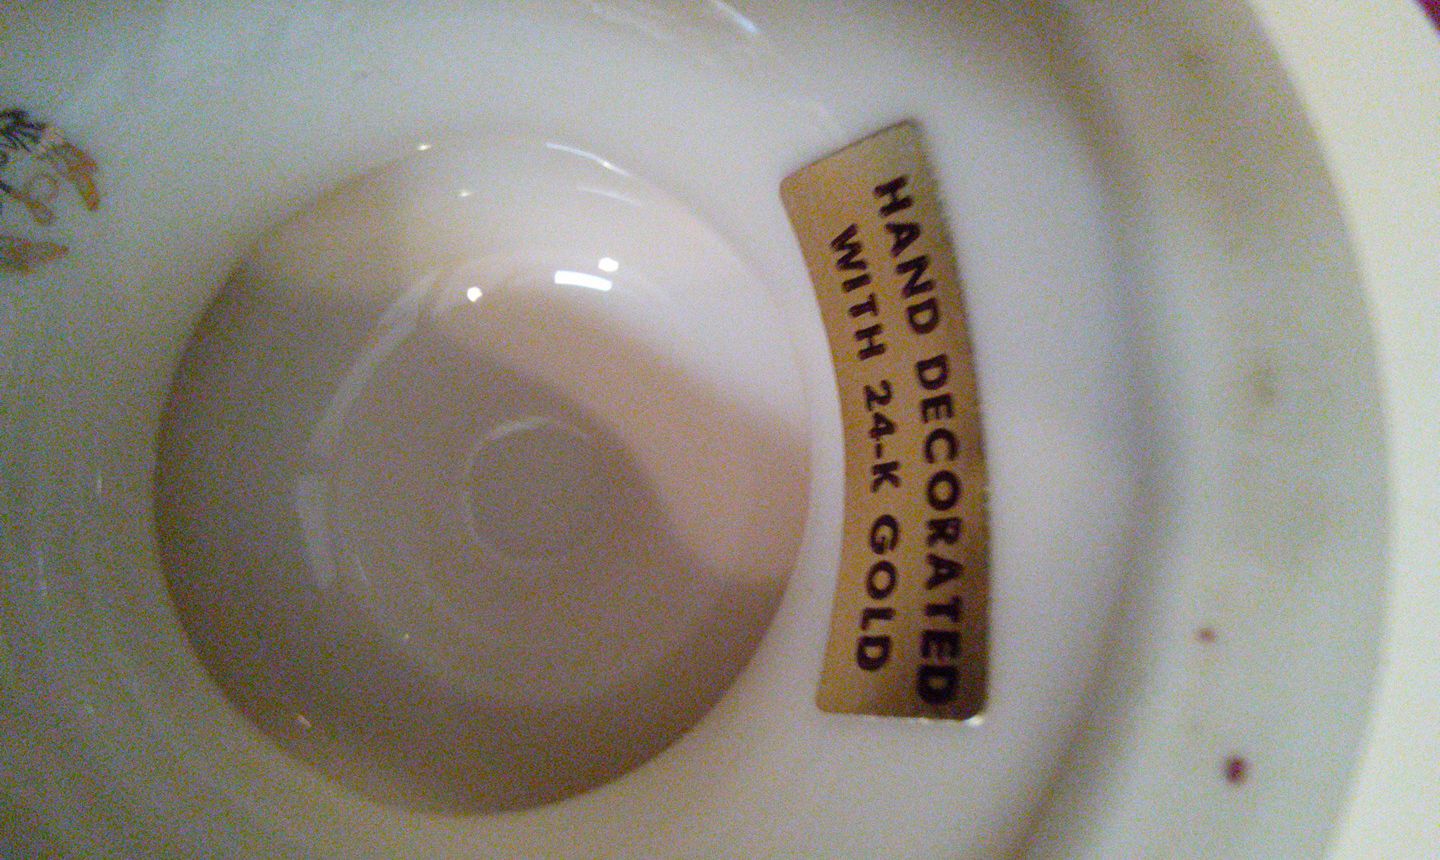 HAND DECORATED
WITH 24-K GOLD